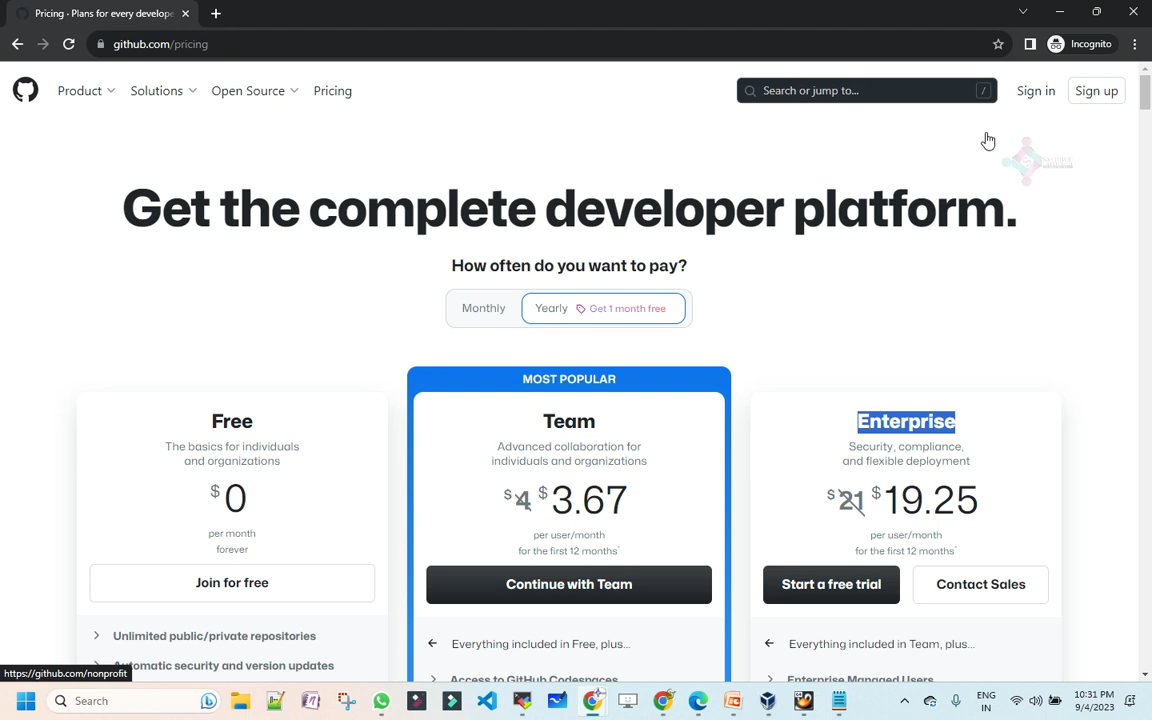 Pricing · Plans for every develope
github.com/pricing
Incognito
Product
Solutions
Open Source
Pricing
Search or jump to...
/
Sign in
Sign up
Get the complete developer platform.
How often do you want to pay?
Monthly
Yearly
Get 1 month free
MOST POPULAR
Free
The basics for individuals
and organizations
$0
per month
forever
Join for free
Unlimited public/private repositories
Automatic security and version updates
Team
Advanced collaboration for
individuals and organizations
$4 $3.67
per user/month
for the first 12 months*
Continue with Team
Everything included in Free, plus...
Access to GitHub Codespaces
Enterprise
Security, compliance,
and flexible deployment
$21 $19.25
per user/month
for the first 12 months*
Start a free trial
Contact Sales
Everything included in Team, plus...
Enterprise Managed Users
https://github.com/nonprofit
Search
ENG
IN
10:31 PM
9/4/2023